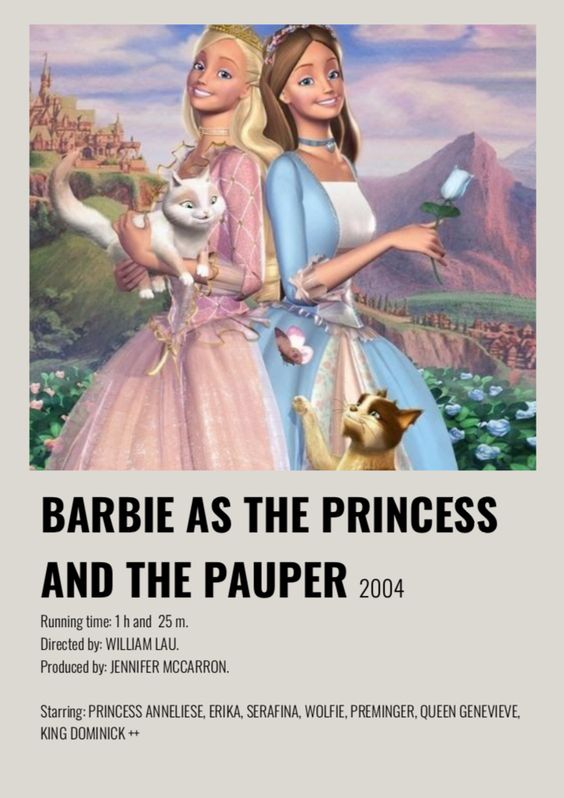 BARBIE AS THE PRINCESS
AND THE PAUPER 2004
Running time: 1 h and 25 m.
Directed by: WILLIAM LAU.
Produced by: JENNIFER MCCARRON.
Starring: PRINCESS ANNELIESE, ERIKA, SERAFINA, WOLFIE, PREMINGER, QUEEN GENEVIEVE,
KING DOMINICK ++